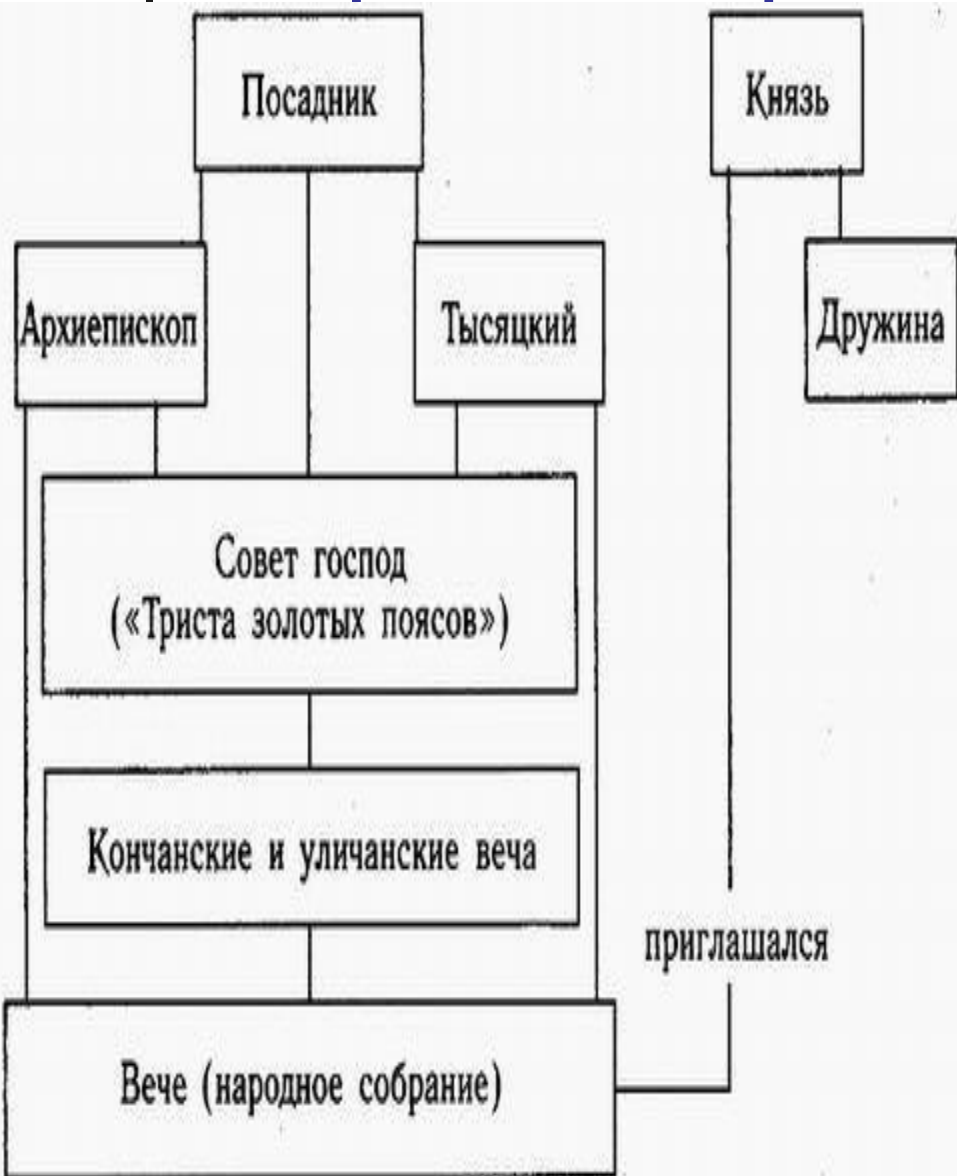 Посадник
Князь
Архиепископ
Тысяцкий
Дружина
Совет господ
(«Триста золотых поясов»)
Кончанские и уличанские веча
приглашался
Вече (народное собрание)